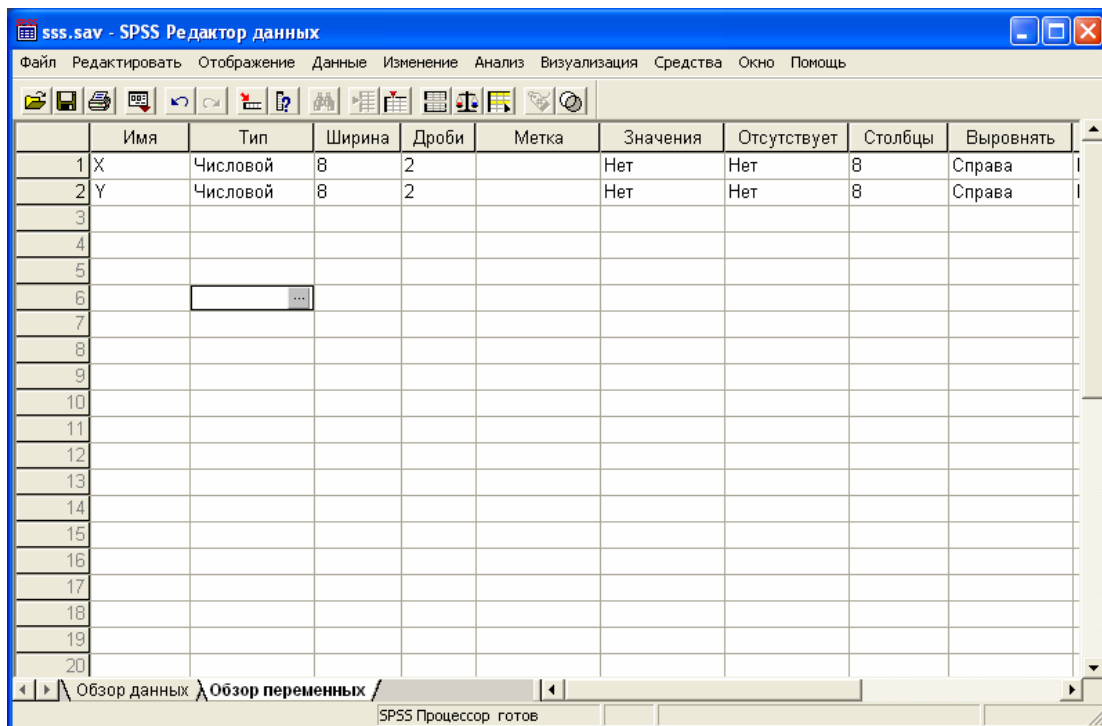 sss.sav - SPSS Редактор данных
Файл Редактировать Отображение Данные Изменение Анализ Визуализация Средства Окно Помощь
Имя Тип Ширина Дроби Метка Значения Отсутствует Столбцы Выровнять
1 X Числовой 8 2 Нет Нет 8 Справа
2 Y Числовой 8 2 Нет Нет 8 Справа
3
4
5
6 ...
7
8
9
10
11
12
13
14
15
16
17
18
19
20
Обзор данных Обзор переменных
SPSS Процессор готов